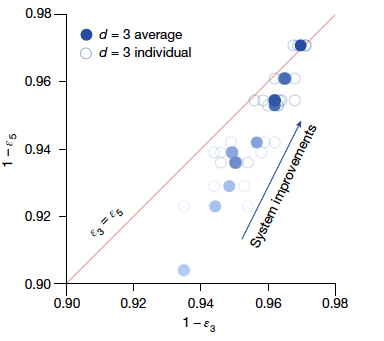 0.98
0.96
0.94
0.92
0.90
1 − ε₅
d = 3 average
d = 3 individual
ε₃ = ε₅
System improvements
0.90 0.92 0.94 0.96 0.98
1 − ε₃